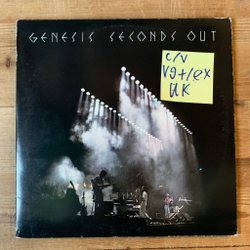 GENESIS SECONDS OUT
c/v
Vg+/ex
UK